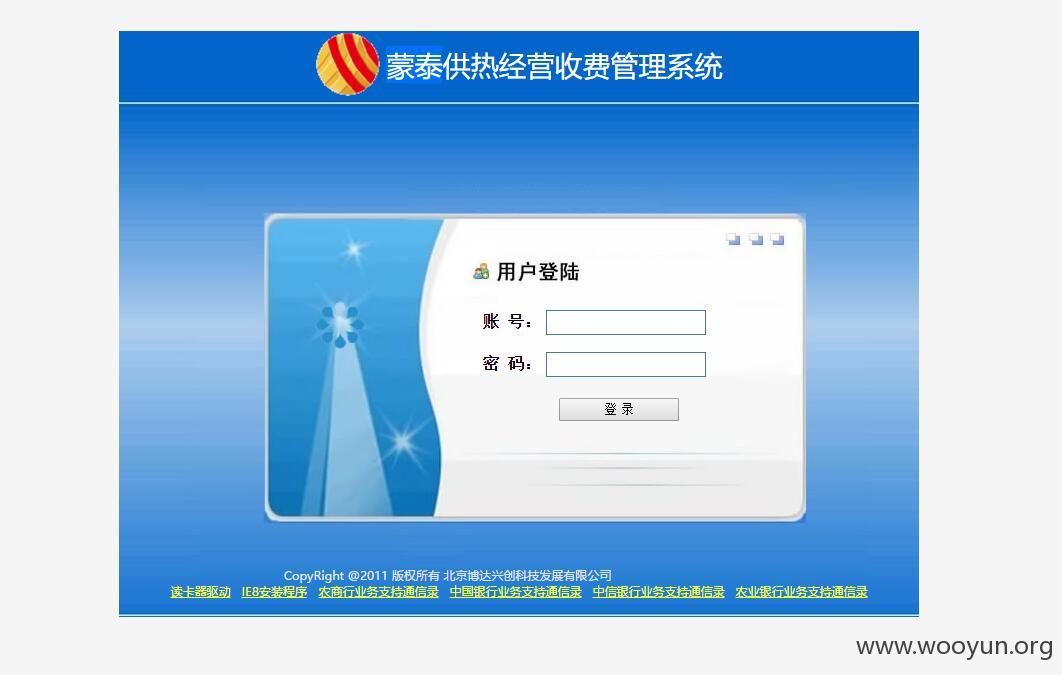 蒙泰供热经营收费管理系统
用户登陆
账 号：
密 码：
登 录
CopyRight @2011 版权所有 北京博达兴创科技发展有限公司
读卡器驱动 IE8安装程序 农商行业务支持通信录 中国银行业务支持通信录 中信银行业务支持通信录 农业银行业务支持通信录
www.wooyun.org